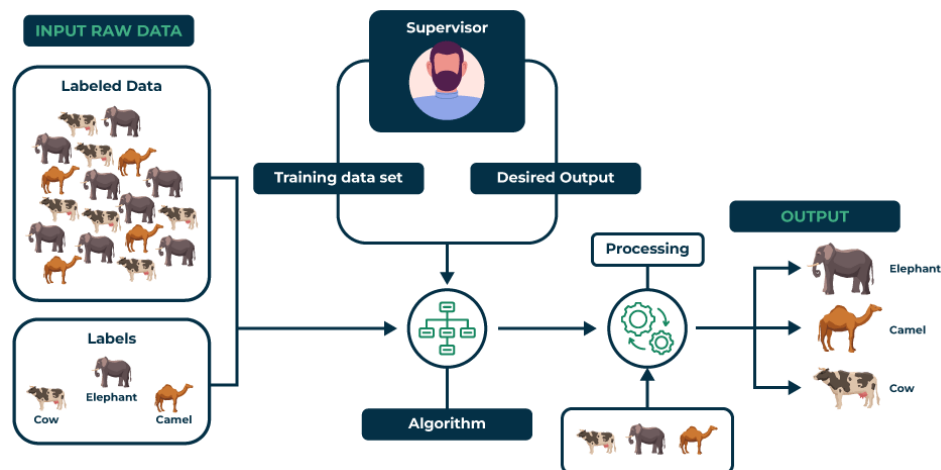 INPUT RAW DATA
Labeled Data
Labels
Elephant
Cow
Camel
Supervisor
Training data set
Desired Output
Algorithm
Processing
OUTPUT
Elephant
Camel
Cow